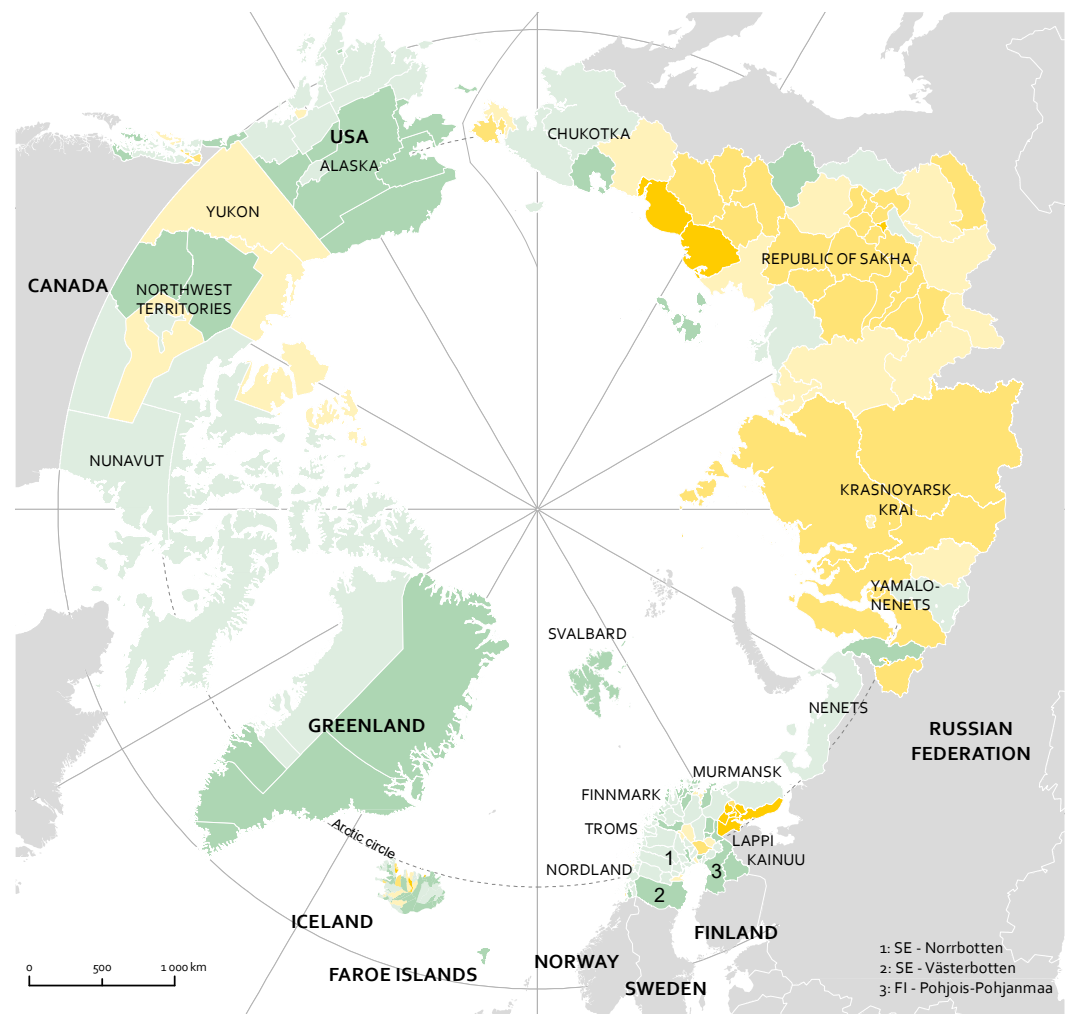 CHUKOTKA
USA
ALASKA
YUKON
CANADA
NORTHWEST
TERRITORIES
REPUBLIC OF SAKHA
NUNAVUT
KRASNOYARSK
KRAI
YAMALO-
NENETS
SVALBARD
NENETS
GREENLAND
RUSSIAN
FEDERATION
MURMANSK
FINNMARK
TROMS
Arctic circle
LAPPI
KAINUU
NORDLAND
1
3
2
ICELAND
FINLAND
NORWAY
FAROE ISLANDS
SWEDEN
0 500 1 000 km
1: SE - Norrbotten
2: SE - Västerbotten
3: FI - Pohjois-Pohjanmaa